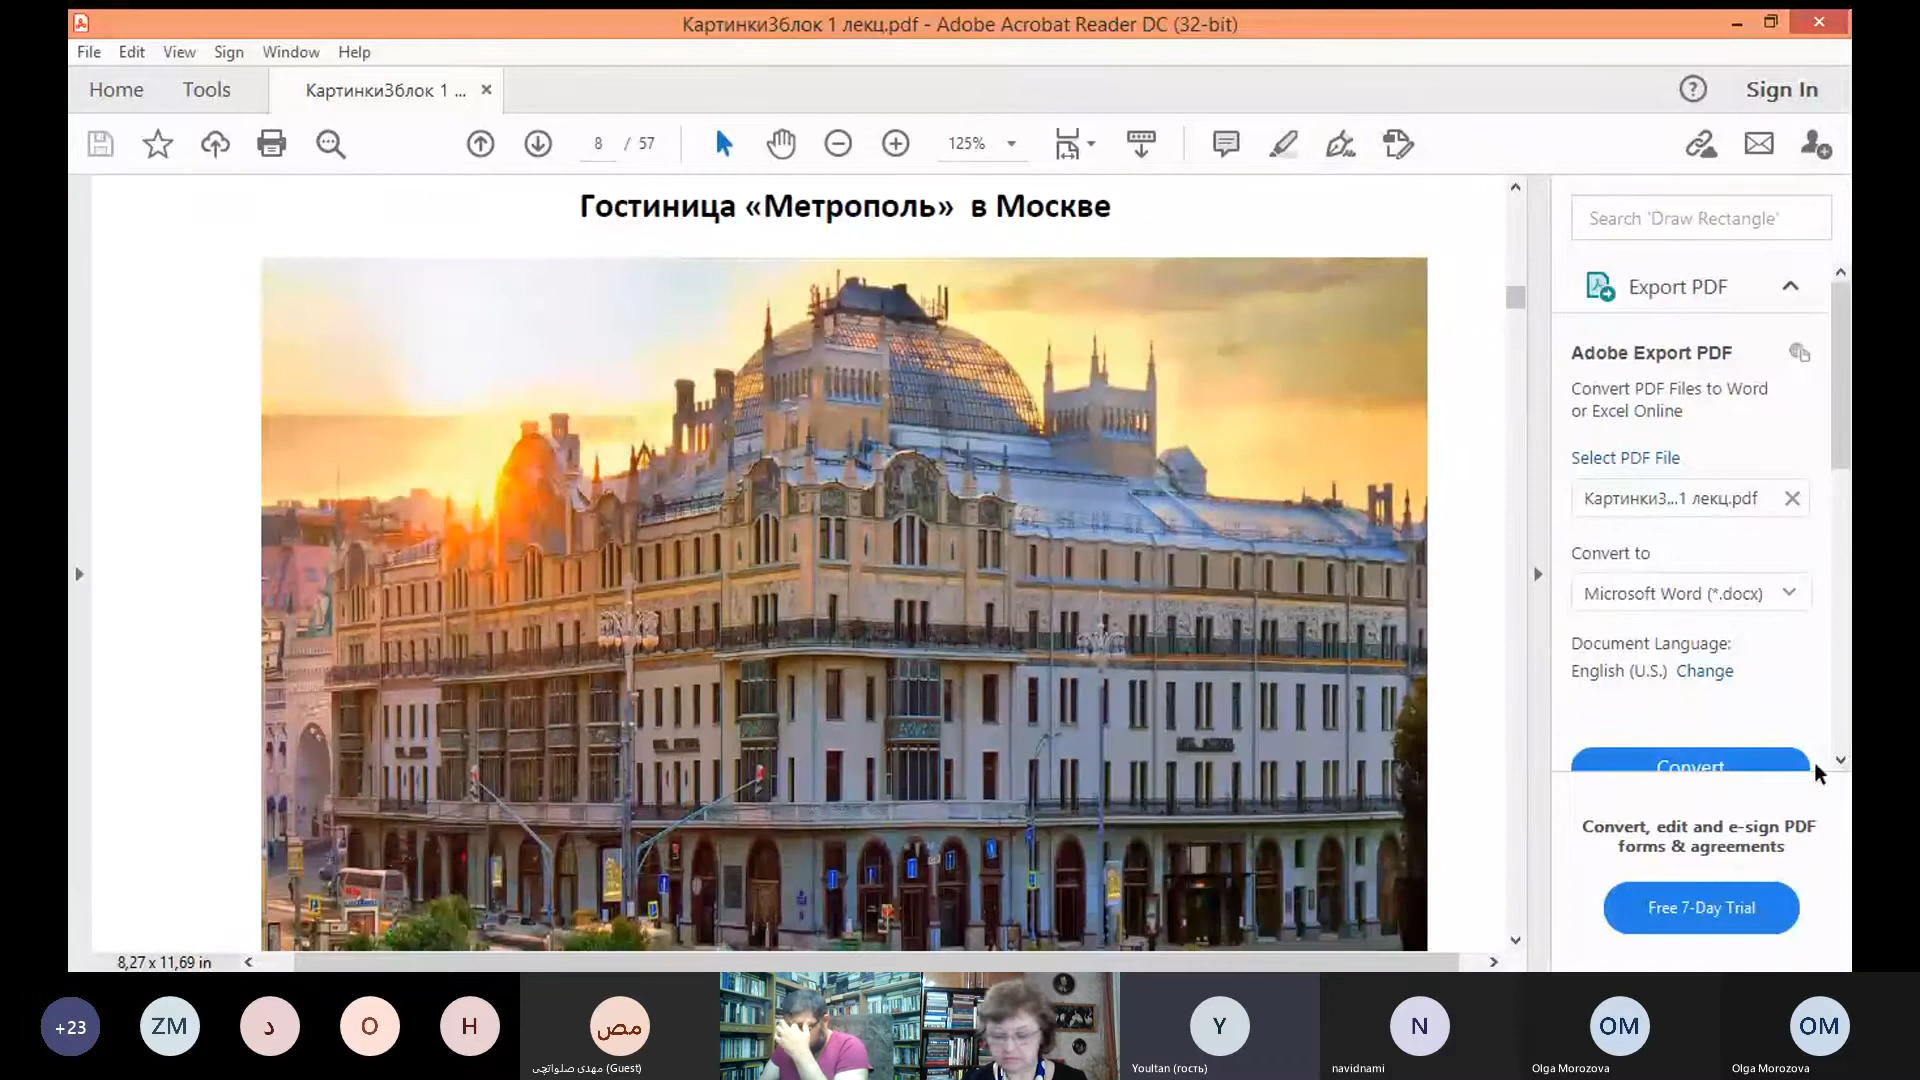 Картинки3блок 1 лекц.pdf - Adobe Acrobat Reader DC (32-bit)
File Edit View Sign Window Help
Home Tools Картинки3блок 1 ... Sign In
8 / 57 125%
Гостиница «Метрополь» в Москве
Search 'Draw Rectangle'
Export PDF
Adobe Export PDF
Convert PDF Files to Word
or Excel Online
Select PDF File
Картинки3...1 лекц.pdf
Convert to
Microsoft Word (*.docx)
Document Language:
English (U.S.) Change
Convert
Convert, edit and e-sign PDF
forms & agreements
Free 7-Day Trial
8,27 x 11,69 in
+23 ZM د O H مص Y N OM OM
مهدی صلواتچی (Guest) Youltan (гость) navidnami Olga Morozova Olga Morozova